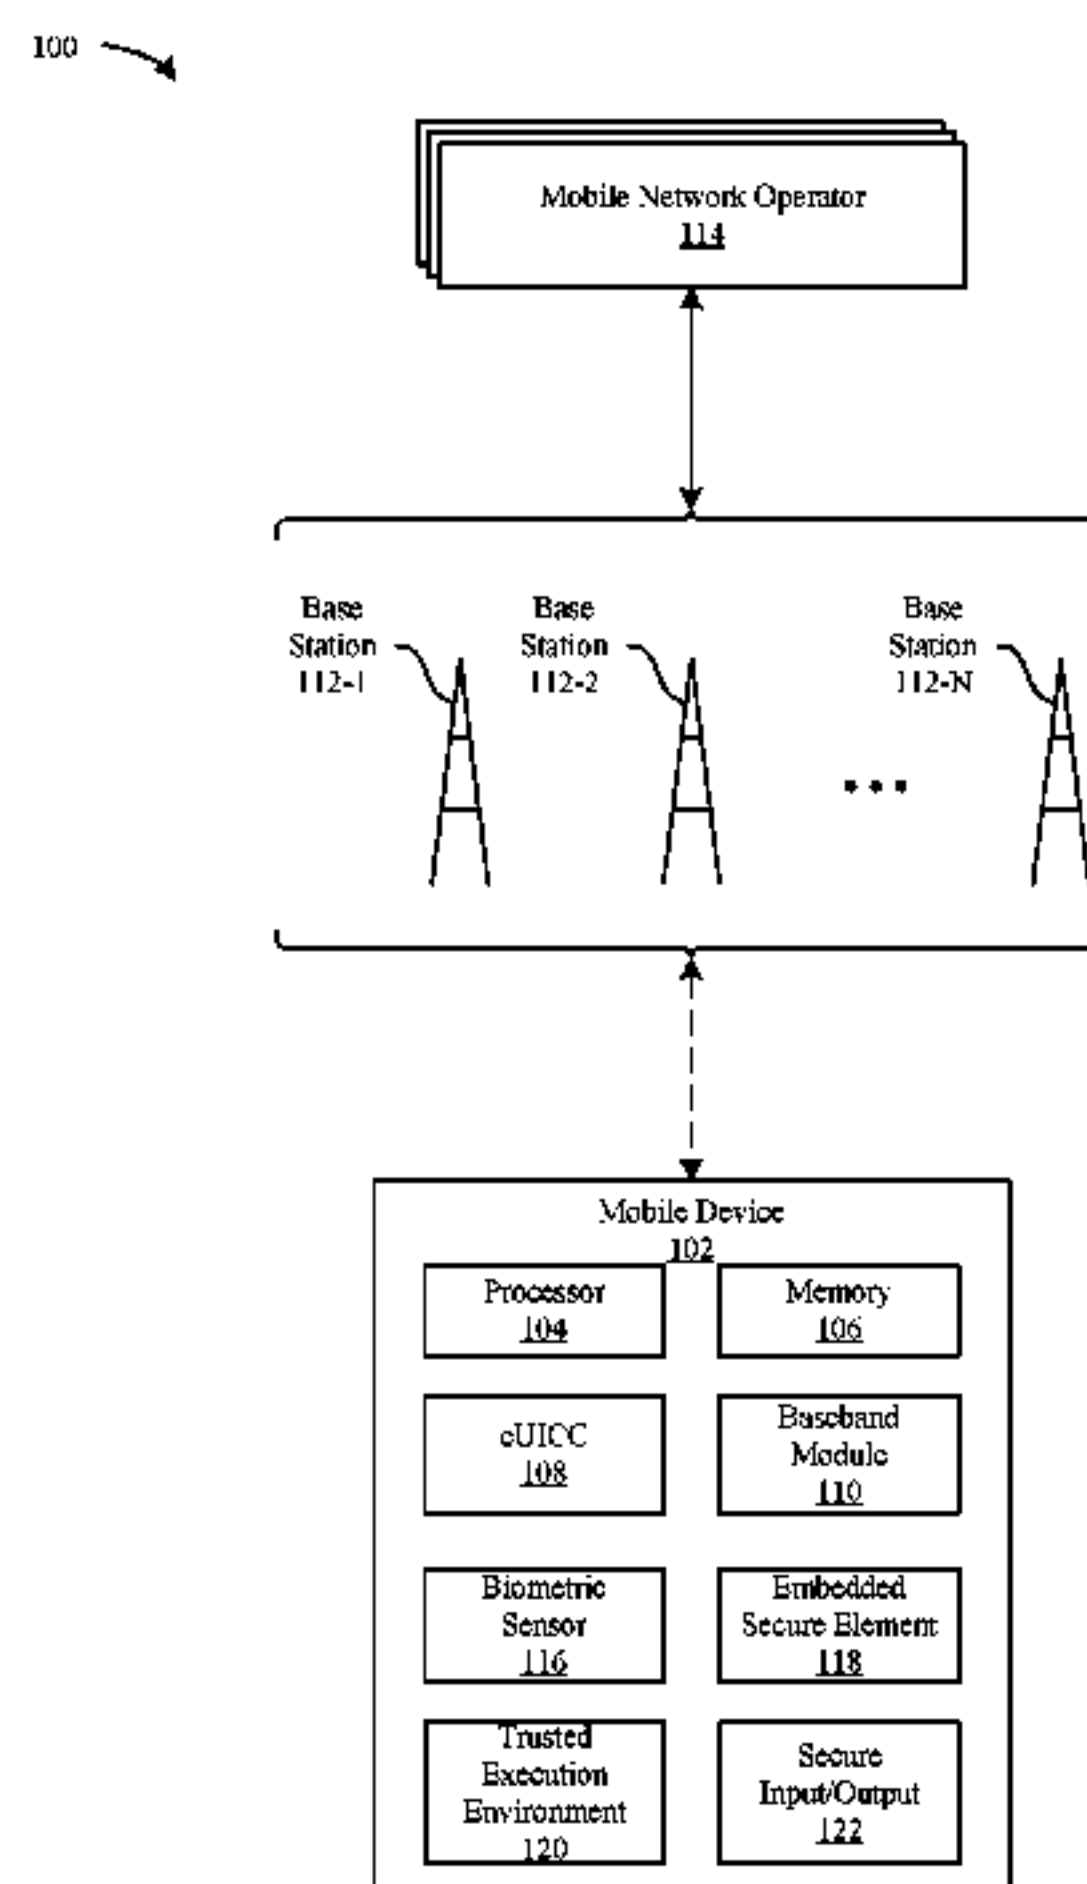 100
Mobile Network Operator
114
Base
Station
112-1
Base
Station
112-2
Base
Station
112-N
Mobile Device
102
Processor
104
Memory
106
eUICC
108
Baseband
Module
110
Biometric
Sensor
116
Embedded
Secure Element
118
Trusted
Execution
Environment
120
Secure
Input/Output
122